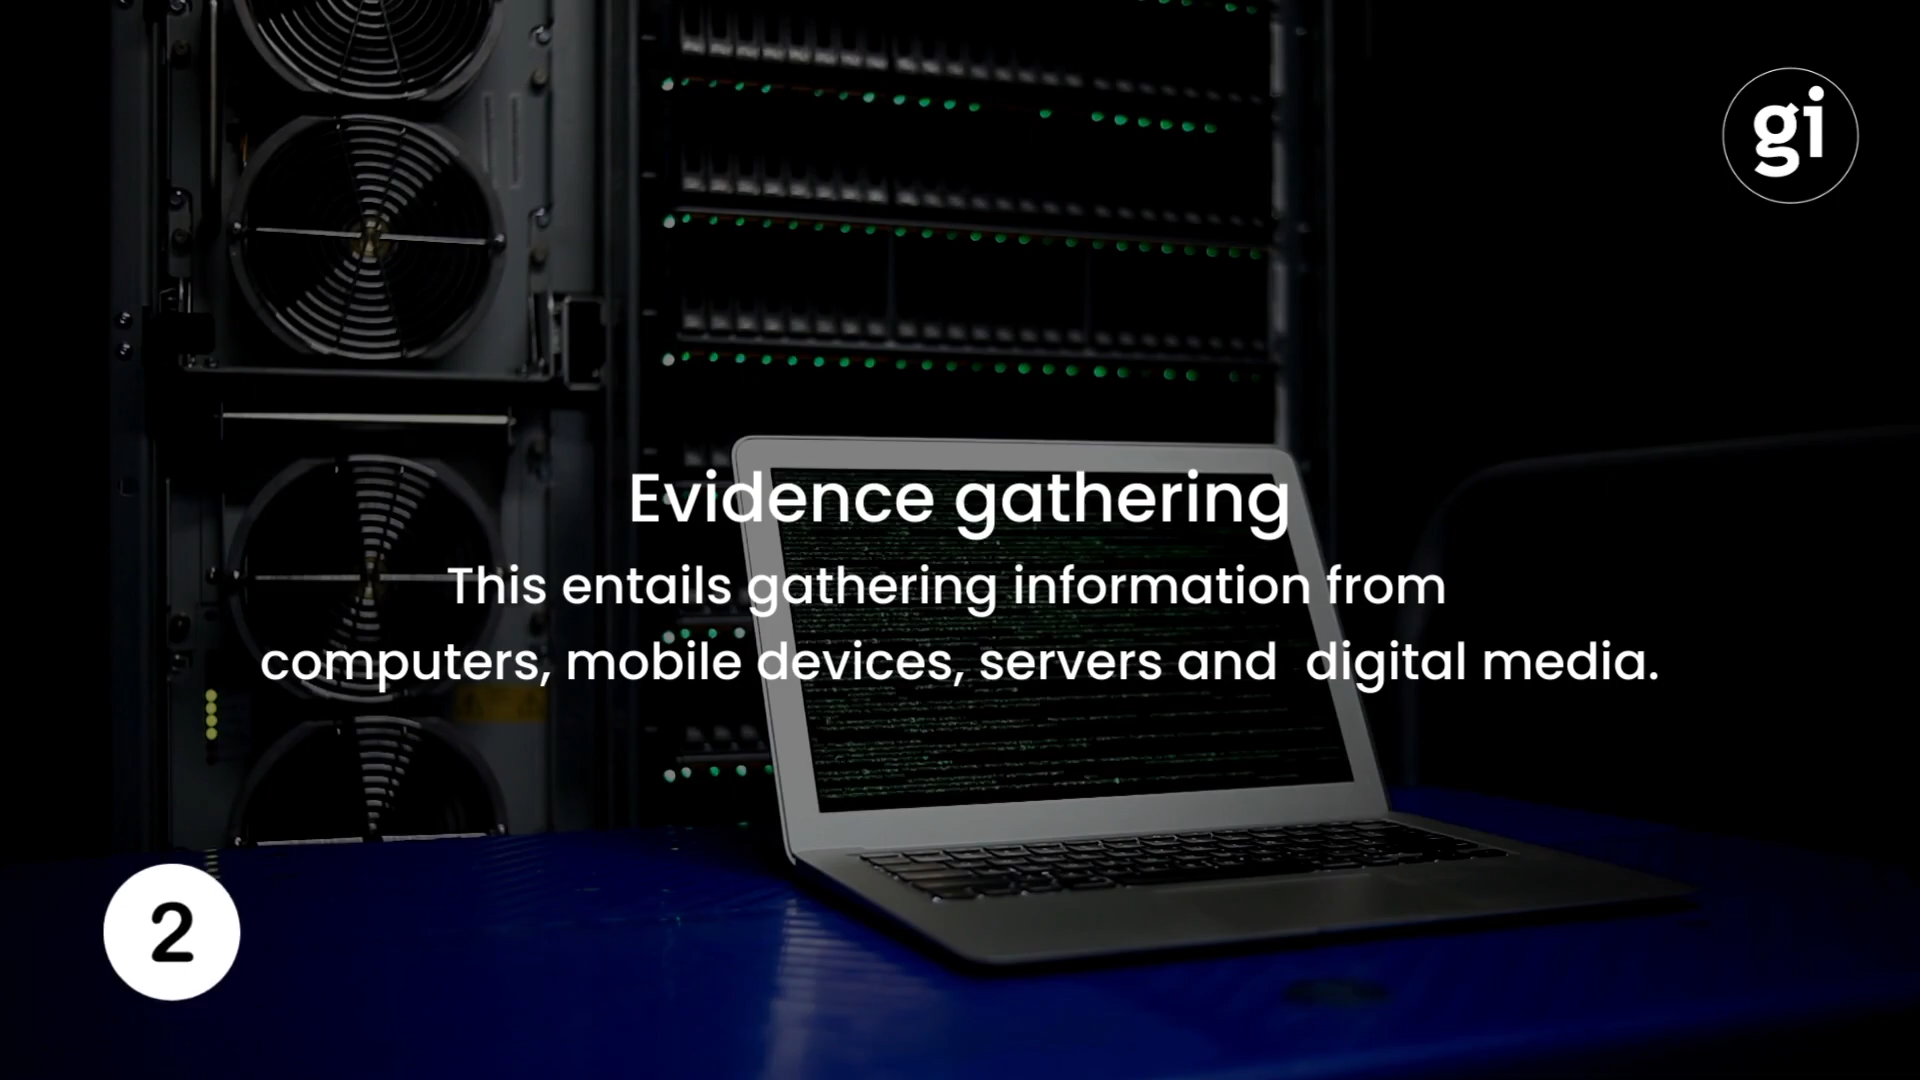 gi
Evidence gathering
This entails gathering information from
computers, mobile devices, servers and  digital media.
2